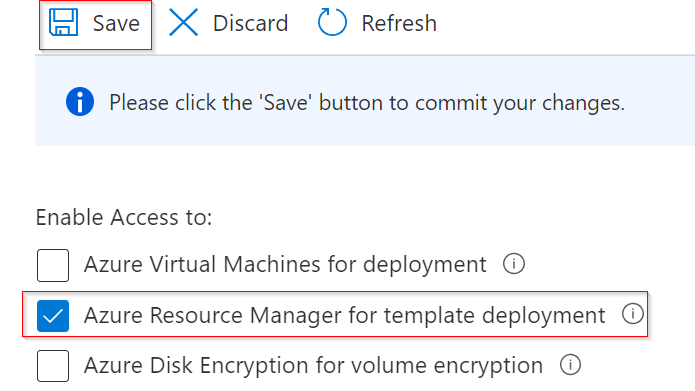 Save Discard Refresh
Please click the 'Save' button to commit your changes.
Enable Access to:
Azure Virtual Machines for deployment
Azure Resource Manager for template deployment
Azure Disk Encryption for volume encryption